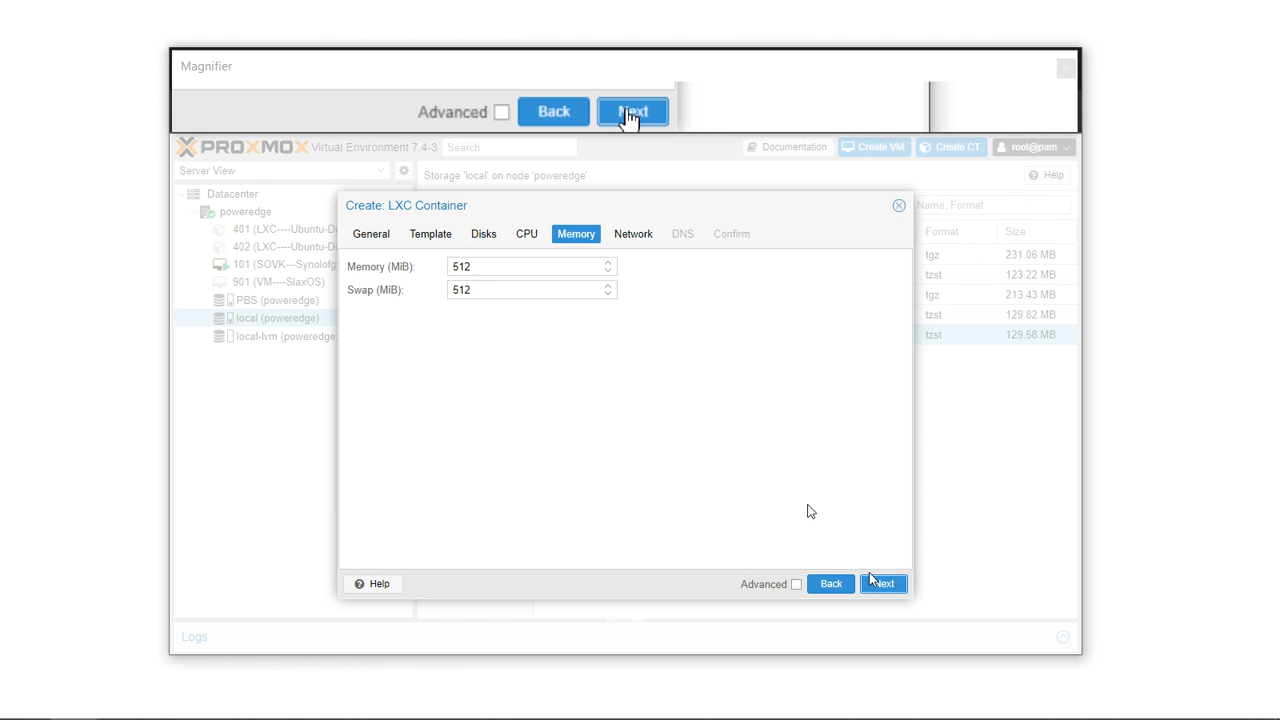 Magnifier
Advanced Back Next
PROXMOX Virtual Environment 7.4-3 Search Documentation Create VM Create CT root@pam
Server View Storage 'local' on node 'poweredge' Help
Datacenter
poweredge
401 (LXC----Ubuntu-D
402 (LXC----Ubuntu-D
101 (SOVK---Synolofg
901 (VM----SlaxOS)
PBS (poweredge)
local (poweredge)
local-lvm (poweredge
Name, Format
Format Size
tgz 231.06 MB
tzst 123.22 MB
tgz 213.43 MB
tzst 129.82 MB
tzst 129.58 MB
Create: LXC Container
General Template Disks CPU Memory Network DNS Confirm
Memory (MiB): 512
Swap (MiB): 512
Help Advanced Back Next
Logs